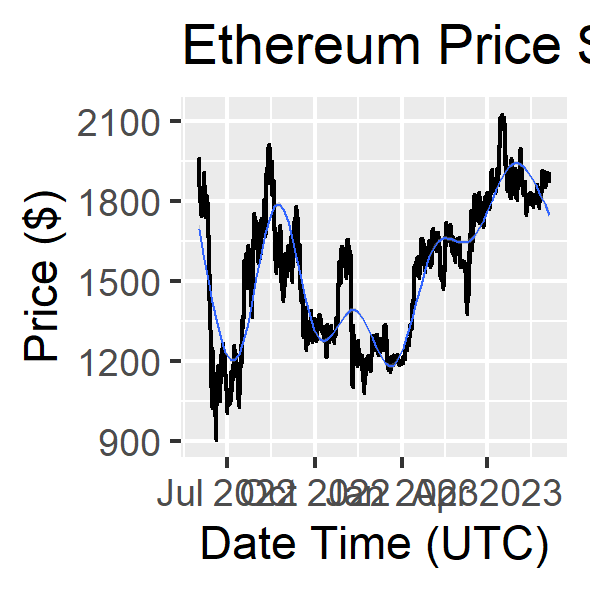 Ethereum Price S
Price ($)
2100
1800
1500
1200
900
Jul 2022 Oct 2022 Jan 2023 Apr 2023
Date Time (UTC)